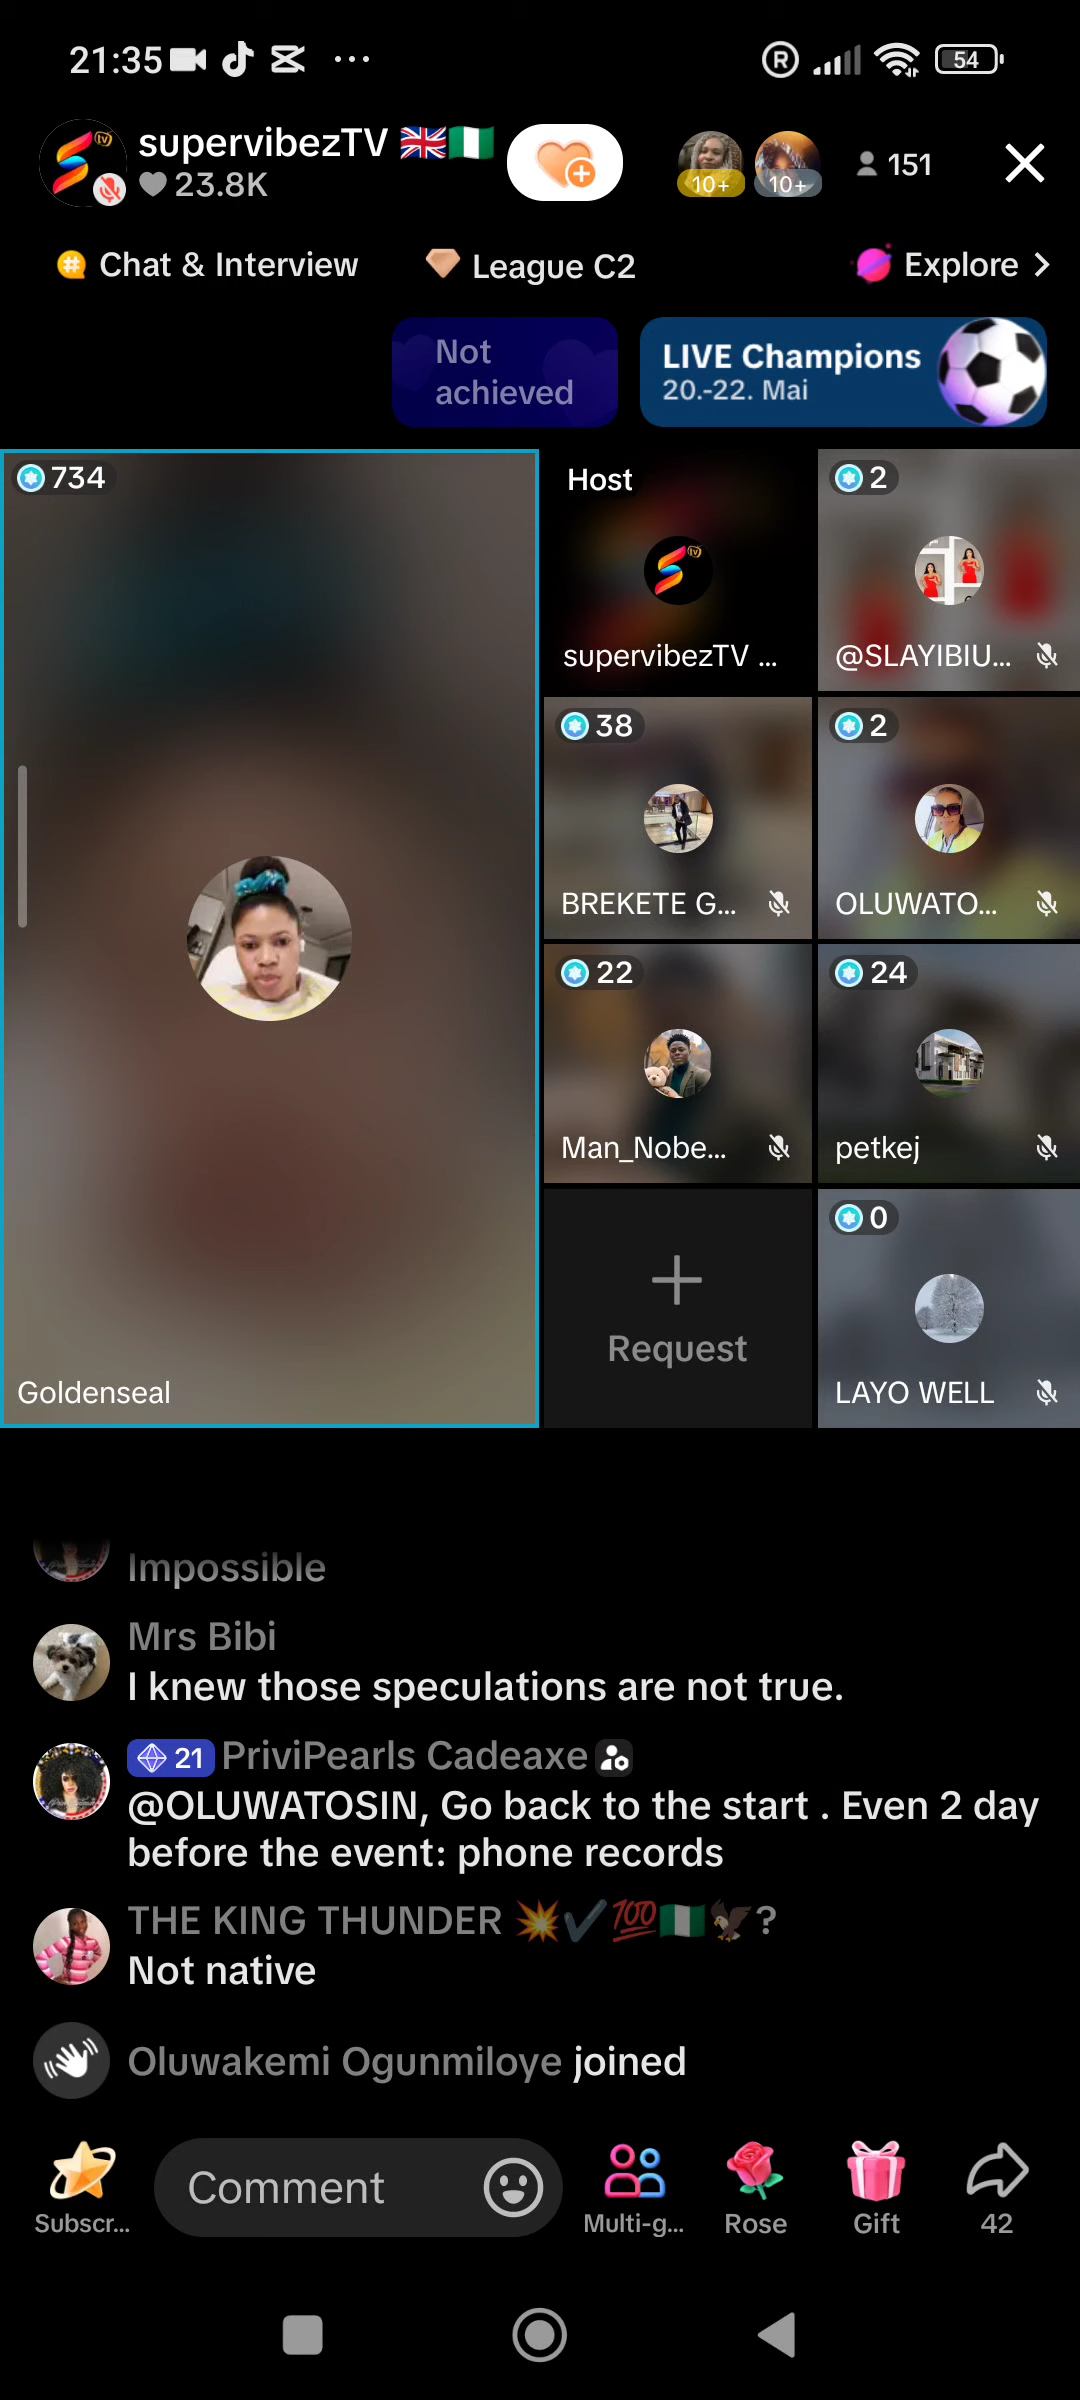 21:35
54
supervibezTV 🇬🇧🇳🇬
23.8K
10+
10+
151
Chat & Interview
League C2
Explore
Not
achieved
LIVE Champions
20.-22. Mai
734
Host
2
supervibezTV ...
@SLAYIBIU...
38
2
BREKETE G...
OLUWATO...
22
24
Man_Nobe...
petkej
Request
0
Goldenseal
LAYO WELL
Impossible
Mrs Bibi
I knew those speculations are not true.
21 PriviPearls Cadeaxe
@OLUWATOSIN, Go back to the start . Even 2 day
before the event: phone records
THE KING THUNDER 💥✔️💯🇳🇬🦅?
Not native
Oluwakemi Ogunmiloye joined
Comment
Subscr...
Multi-g...
Rose
Gift
42